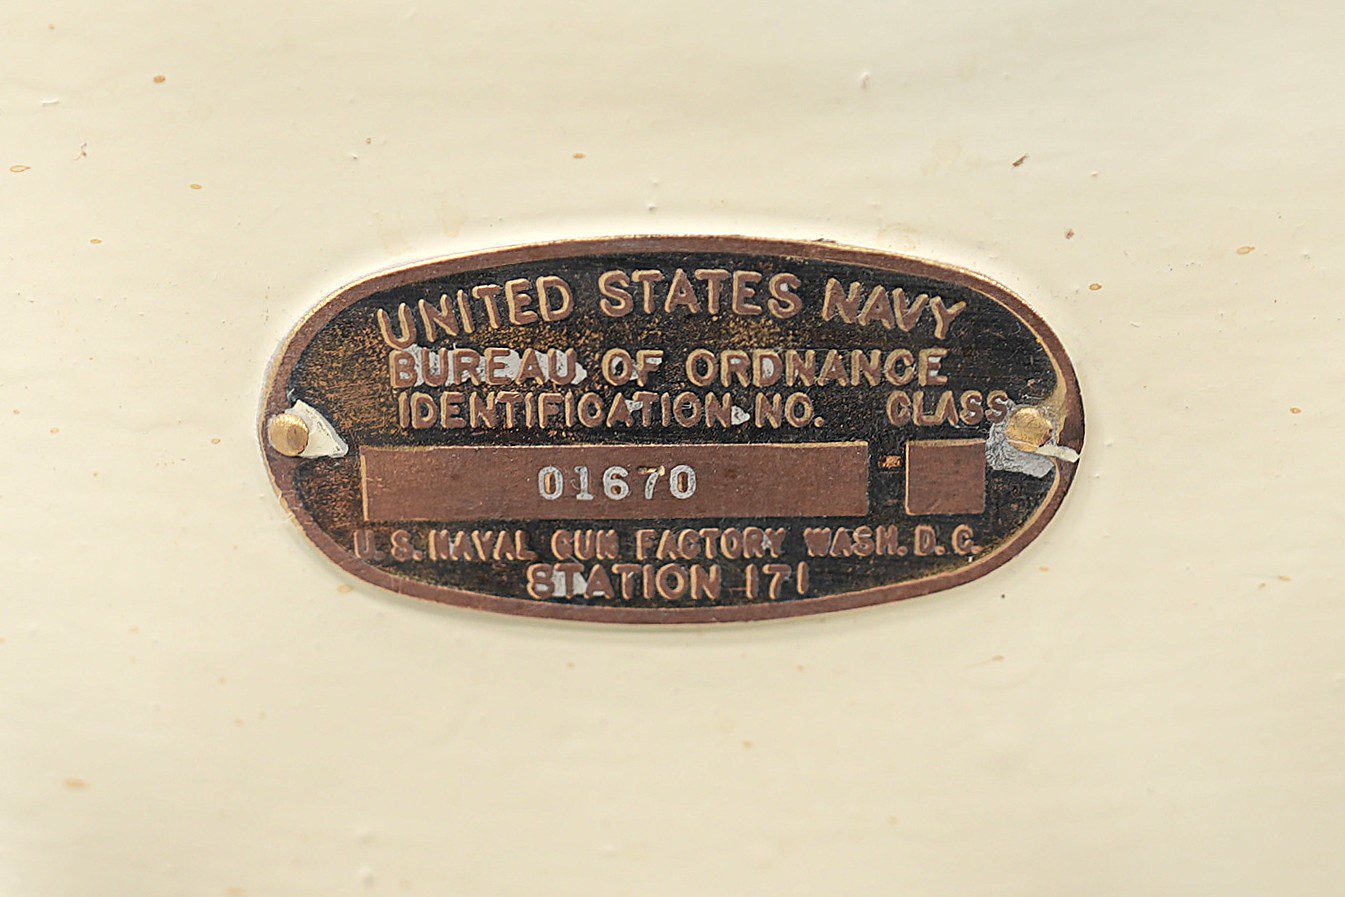 UNITED STATES NAVY
BUREAU OF ORDNANCE
IDENTIFICATION NO. CLASS
01670
U. S. NAVAL GUN FACTORY WASH. D. C.
STATION 171